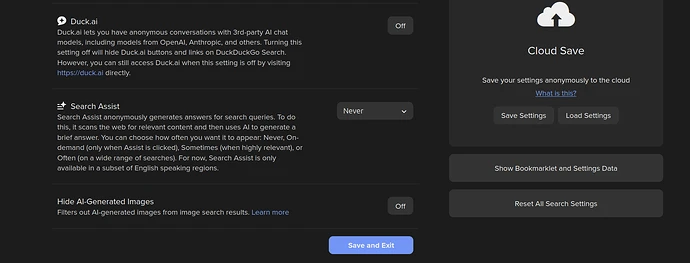 Duck.ai
Duck.ai lets you have anonymous conversations with 3rd-party AI chat
models, including models from OpenAI, Anthropic, and others. Turning this
setting off will hide Duck.ai buttons and links on DuckDuckGo Search.
However, you can still access Duck.ai when this setting is off by visiting
https://duck.ai directly.
Off
Search Assist
Search Assist anonymously generates answers for search queries. To do
this, it scans the web for relevant content and then uses AI to generate a
brief answer. You can choose how often you want it to appear: Never, On-
demand (only when Assist is clicked), Sometimes (when highly relevant), or
Often (on a wide range of searches). For now, Search Assist is only
available in a subset of English speaking regions.
Never
Hide AI-Generated Images
Filters out AI-generated images from image search results. Learn more
Off
Save and Exit
Cloud Save
Save your settings anonymously to the cloud
What is this?
Save Settings
Load Settings
Show Bookmarklet and Settings Data
Reset All Search Settings